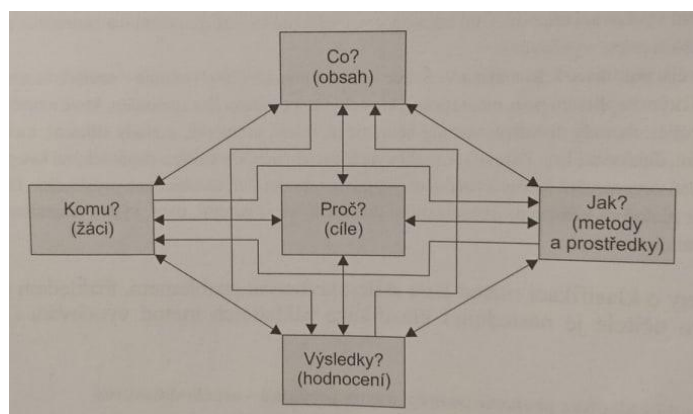 Co?
(obsah)
Komu?
(žáci)
Proč?
(cíle)
Jak?
(metody
a prostředky)
Výsledky?
(hodnocení)